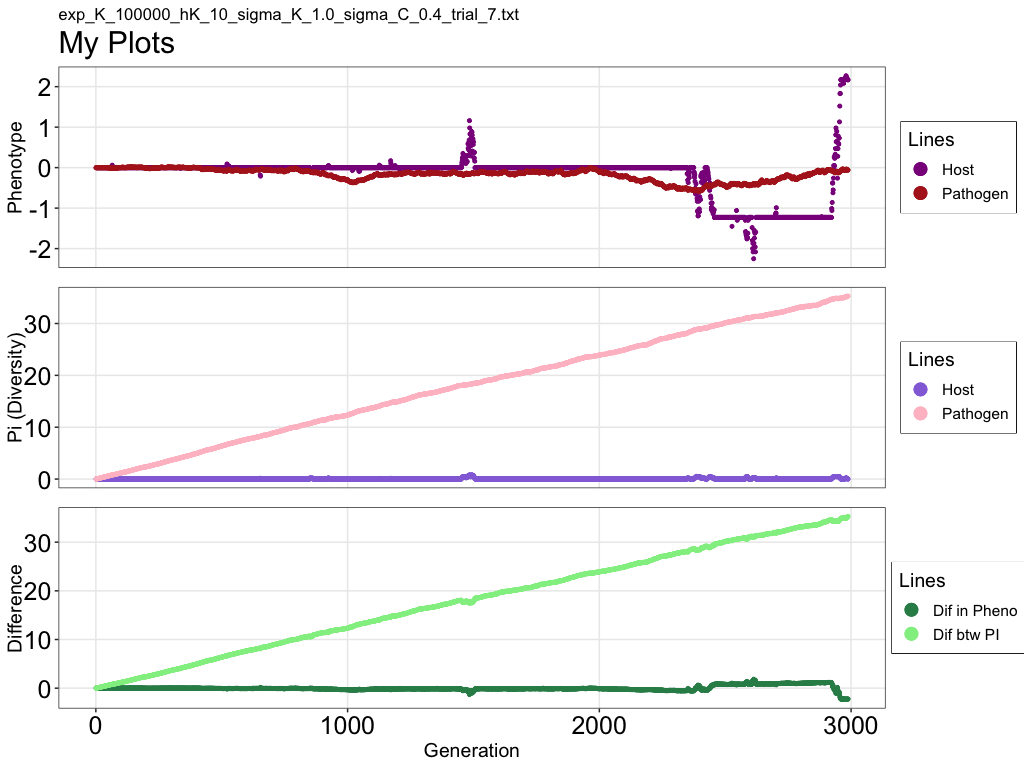 exp_K_100000_hK_10_sigma_K_1.0_sigma_C_0.4_trial_7.txt
My Plots
Phenotype
2
1
0
-1
-2
Lines
Host
Pathogen
Pi (Diversity)
30
20
10
0
Lines
Host
Pathogen
Difference
30
20
10
0
Lines
Dif in Pheno
Dif btw PI
0 1000 2000 3000
Generation